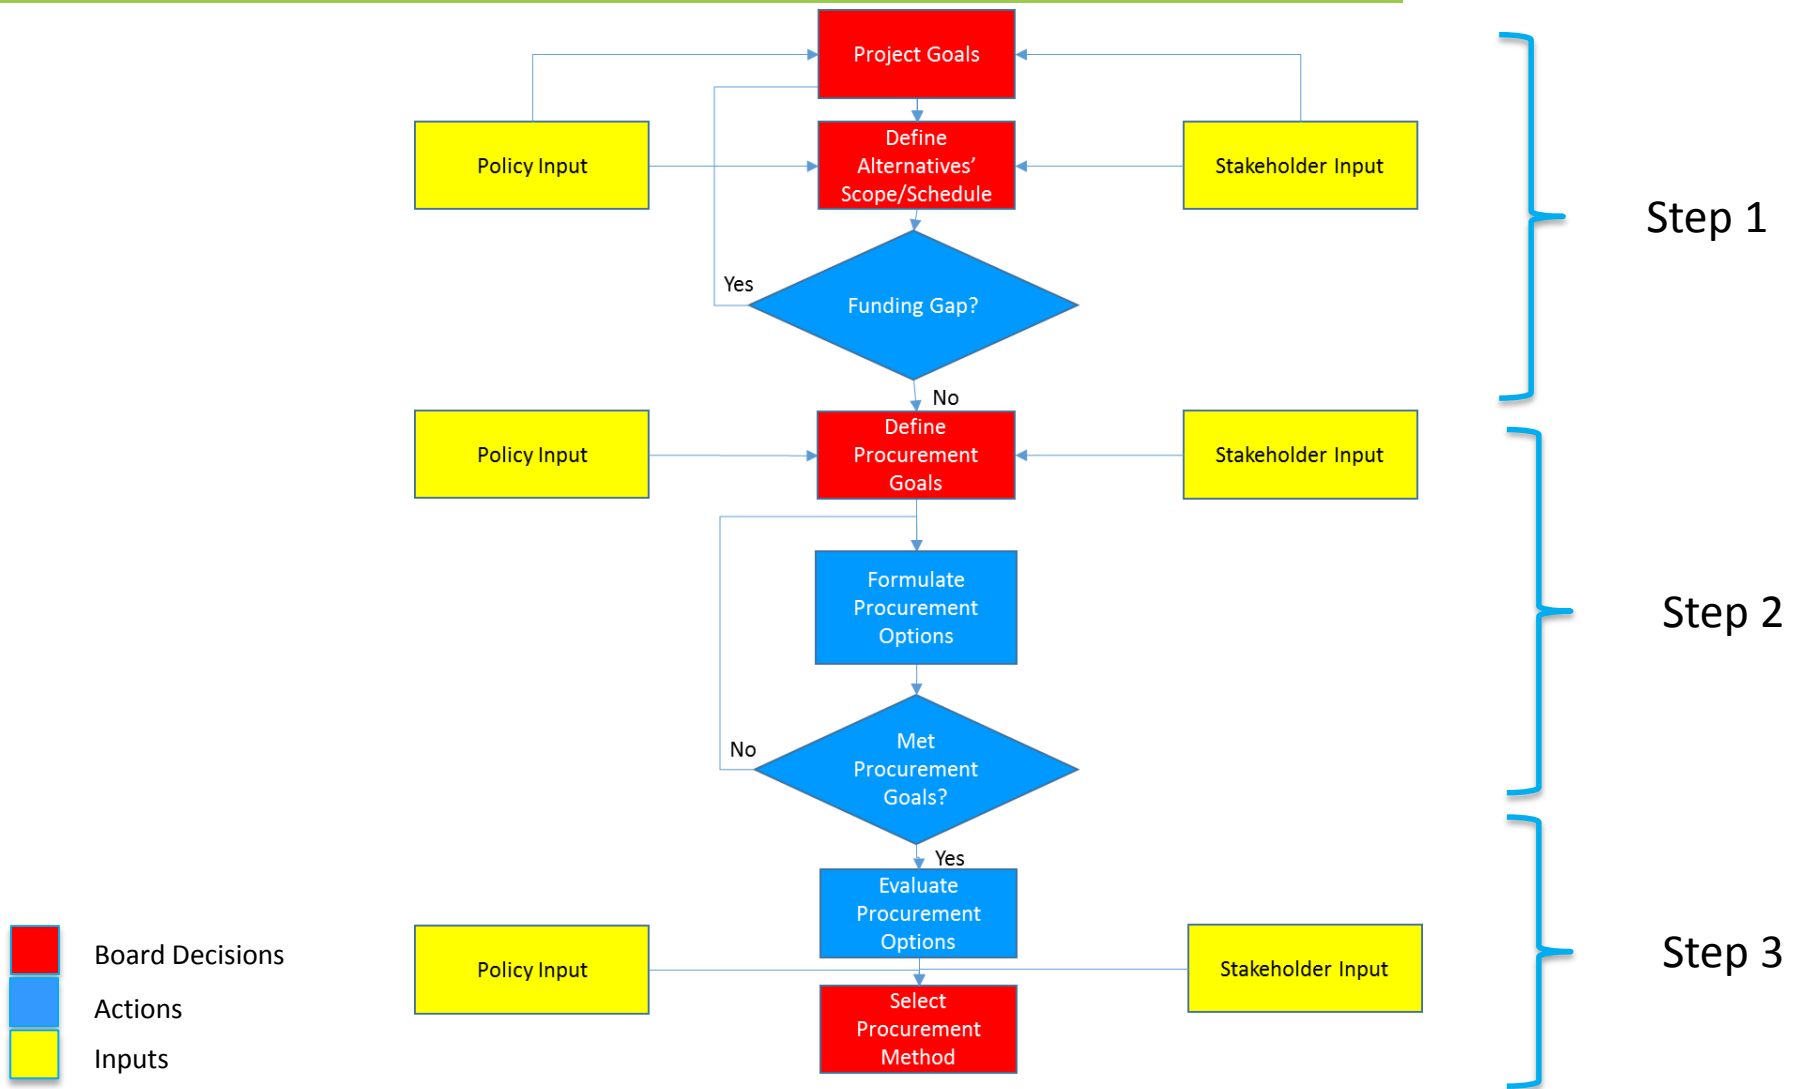 Project Goals
Policy Input
Define
Alternatives’
Scope/Schedule
Stakeholder Input
Step 1
Yes
Funding Gap?
No
Policy Input
Define
Procurement
Goals
Stakeholder Input
Formulate
Procurement
Options
Step 2
No
Met
Procurement
Goals?
Yes
Evaluate
Procurement
Options
Policy Input
Stakeholder Input
Step 3
Select
Procurement
Method
Board Decisions
Actions
Inputs